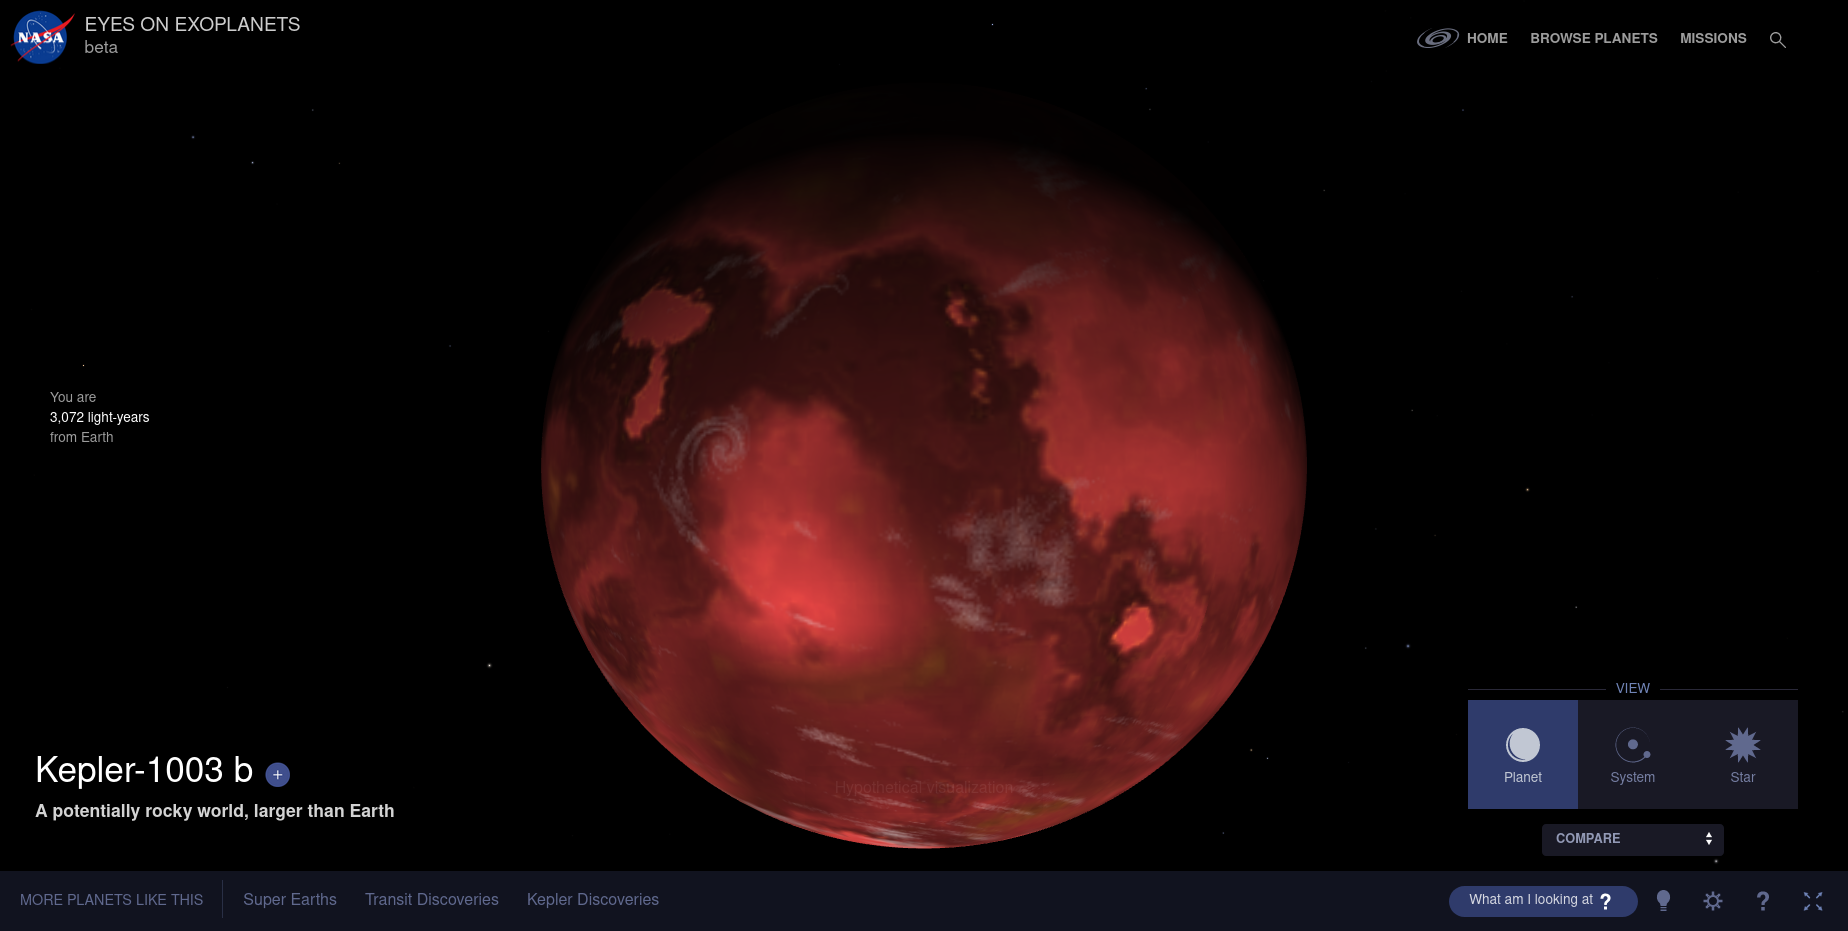 NASA
EYES ON EXOPLANETS
beta
HOME
BROWSE PLANETS
MISSIONS
You are
3,072 light-years
from Earth
Kepler-1003 b +
A potentially rocky world, larger than Earth
Hypothetical visualization
VIEW
Planet
System
Star
COMPARE
MORE PLANETS LIKE THIS
Super Earths
Transit Discoveries
Kepler Discoveries
What am I looking at ?
?